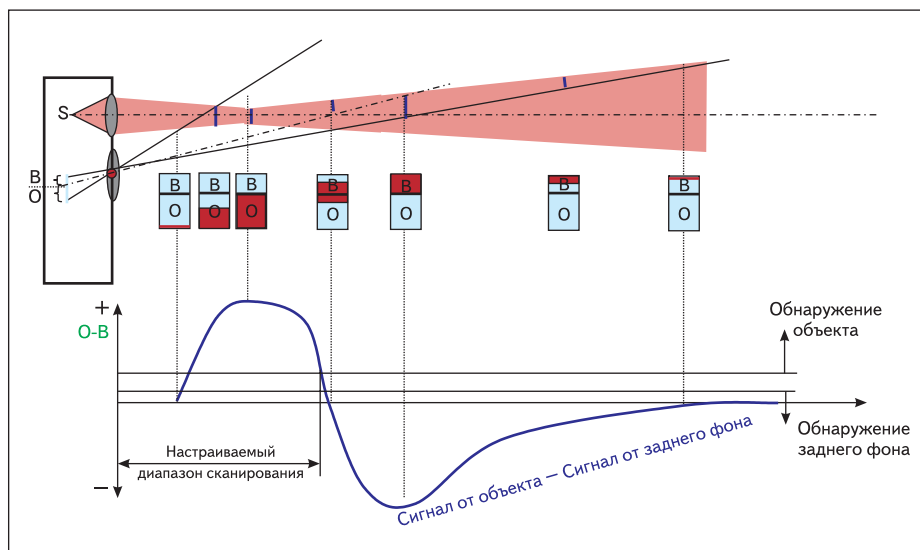 S
B
O
B B B B B B B
O O O O O O O
+
O-B
Обнаружение
объекта
Настраиваемый
диапазон сканирования
Обнаружение
заднего фона
Сигнал от объекта — Сигнал от заднего фона
−